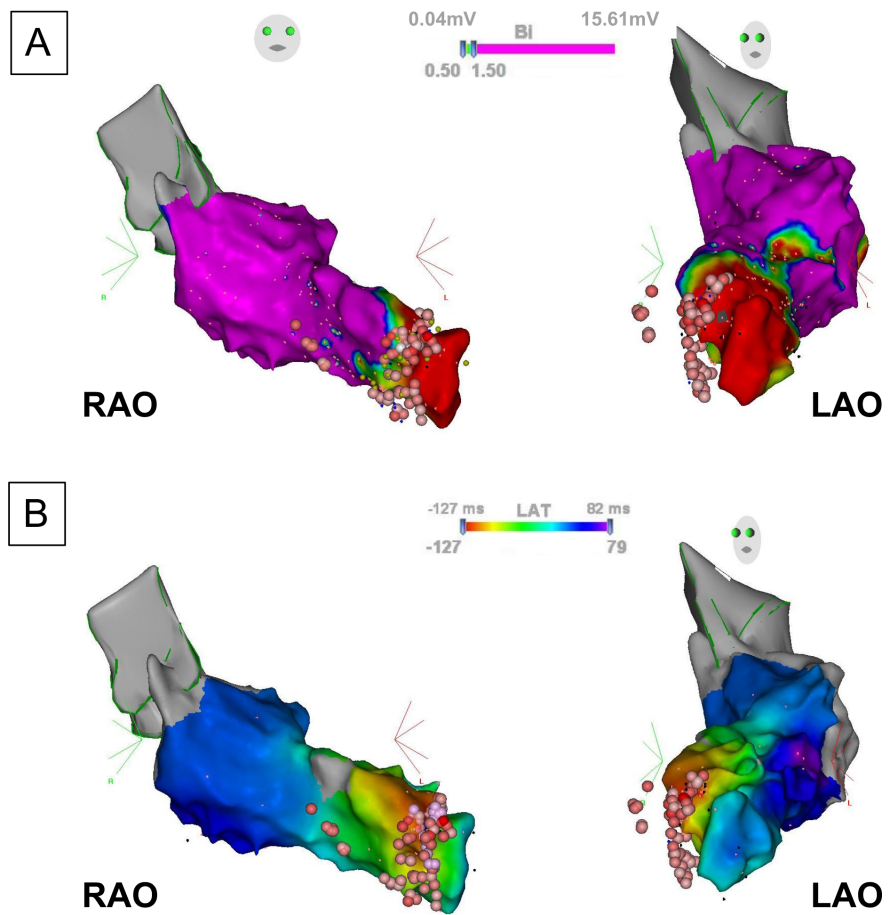 A
0.04mV 15.61mV
Bi
0.50 1.50
R
L
RAO
LAO
B
-127 ms LAT 82 ms
-127 79
R
L
R
L
RAO
LAO